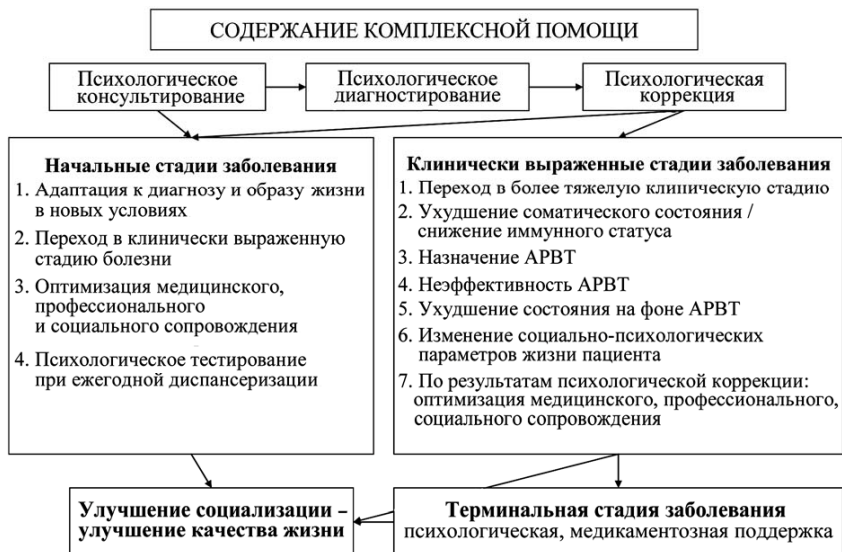 СОДЕРЖАНИЕ КОМПЛЕКСНОЙ ПОМОЩИ
Психологическое
консультирование
Психологическое
диагностирование
Психологическая
коррекция
Начальные стадии заболевания
1. Адаптация к диагнозу и образу жизни
в новых условиях
2. Переход в клинически выраженную
стадию болезни
3. Оптимизация медицинского,
профессионального
и социального сопровождения
4. Психологическое тестирование
при ежегодной диспансеризации
Клинически выраженные стадии заболевания
1. Переход в более тяжелую клиническую стадию
2. Ухудшение соматического состояния /
снижение иммунного статуса
3. Назначение АРВТ
4. Неэффективность АРВТ
5. Ухудшение состояния на фоне АРВТ
6. Изменение социально-психологических
параметров жизни пациента
7. По результатам психологической коррекции:
оптимизация медицинского, профессионального,
социального сопровождения
Улучшение социализации –
улучшение качества жизни
Терминальная стадия заболевания
психологическая, медикаментозная поддержка